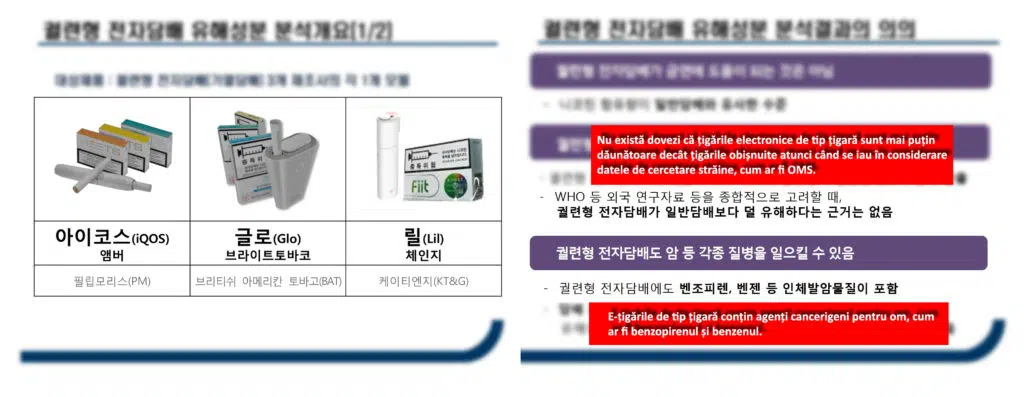 궐련형 전자담배 유해성분 분석개요[1/2]
대상제품 : 궐련형 전자담배(가열담배) 3개 제조사의 각 1개 모델
Fiit
아이코스(iQOS)
앰버
글로(Glo)
브라이트토바코
릴(Lil)
체인지
필립모리스(PM)
브리티쉬 아메리칸 토바고(BAT)
케이티엔지(KT&G)
궐련형 전자담배 유해성분 분석결과의 의의
궐련형 전자담배가 금연에 도움이 되는 것은 아님
- 니코틴 함유량이 일반담배와 유사한 수준
Nu există dovezi că țigările electronice de tip țigară sunt mai puțin
dăunătoare decât țigările obișnuite atunci când se iau în considerare
datele de cercetare străine, cum ar fi OMS.
- WHO 등 외국 연구자료 등을 종합적으로 고려할 때,
궐련형 전자담배가 일반담배보다 덜 유해하다는 근거는 없음
궐련형 전자담배도 암 등 각종 질병을 일으킬 수 있음
- 궐련형 전자담배에도 벤조피렌, 벤젠 등 인체발암물질이 포함
E-țigările de tip țigară conțin agenți cancerigeni pentru om, cum
ar fi benzopirenul și benzenul.